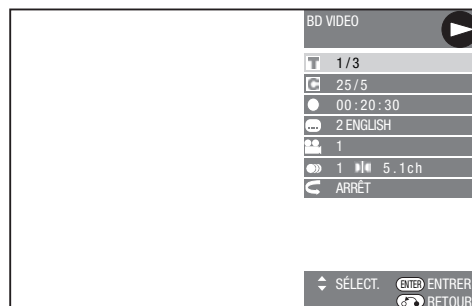 BD VIDEO
T 1/3
C 25/5
00:20:30
... 2 ENGLISH
1
1 5.1ch
ARRÊT
SÉLECT. ENTER ENTRER
RETOUR